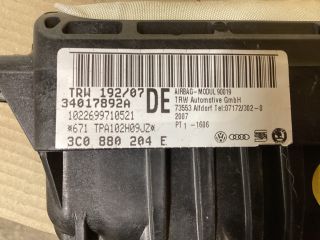 TRW 192/07
34017892A
DE
AIRBAG-MODUL 90019
TRW Automotive GmbH
73553 Alfdorf Tel:07172/302-0
2007
PT 1 -1606
1022699710521
*671 TPA102H09JZ*
3C0 880 204 E